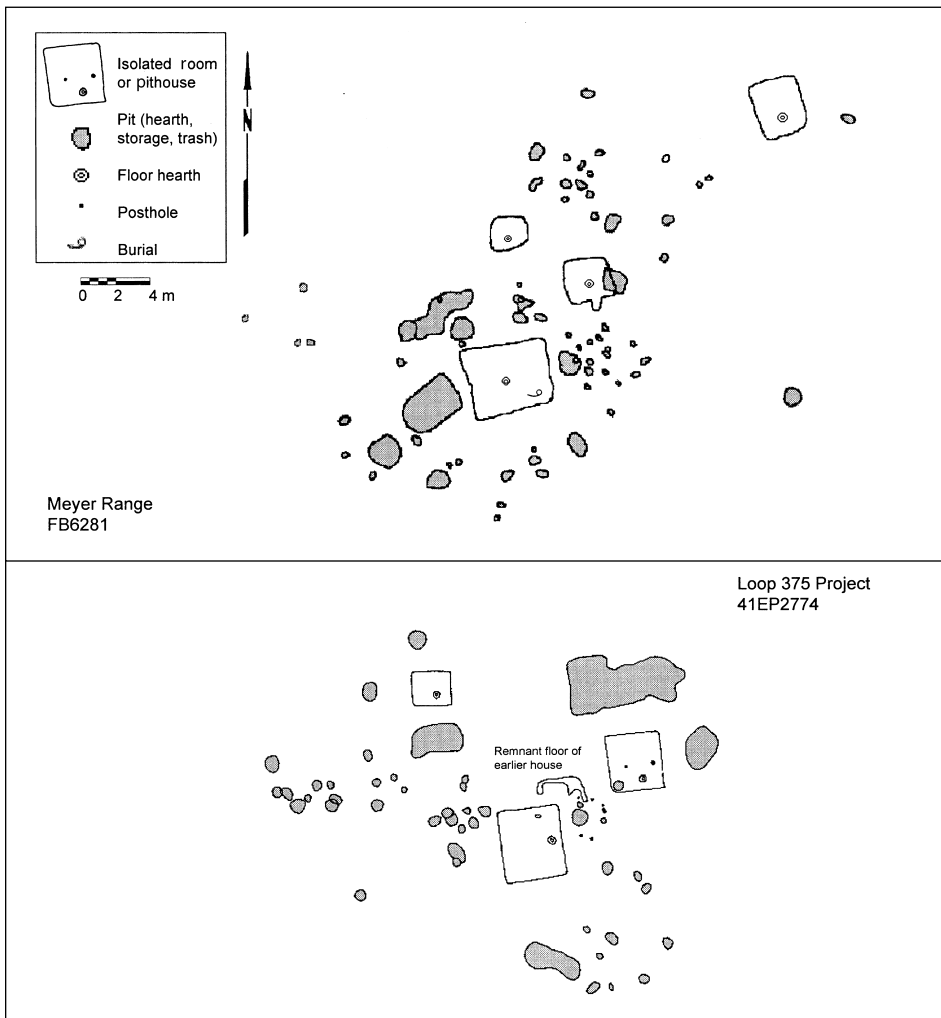 Isolated room
or pithouse
Pit (hearth,
storage, trash)
Floor hearth
Posthole
Burial
N
0 2 4 m
Meyer Range
FB6281
Loop 375 Project
41EP2774
Remnant floor of
earlier house